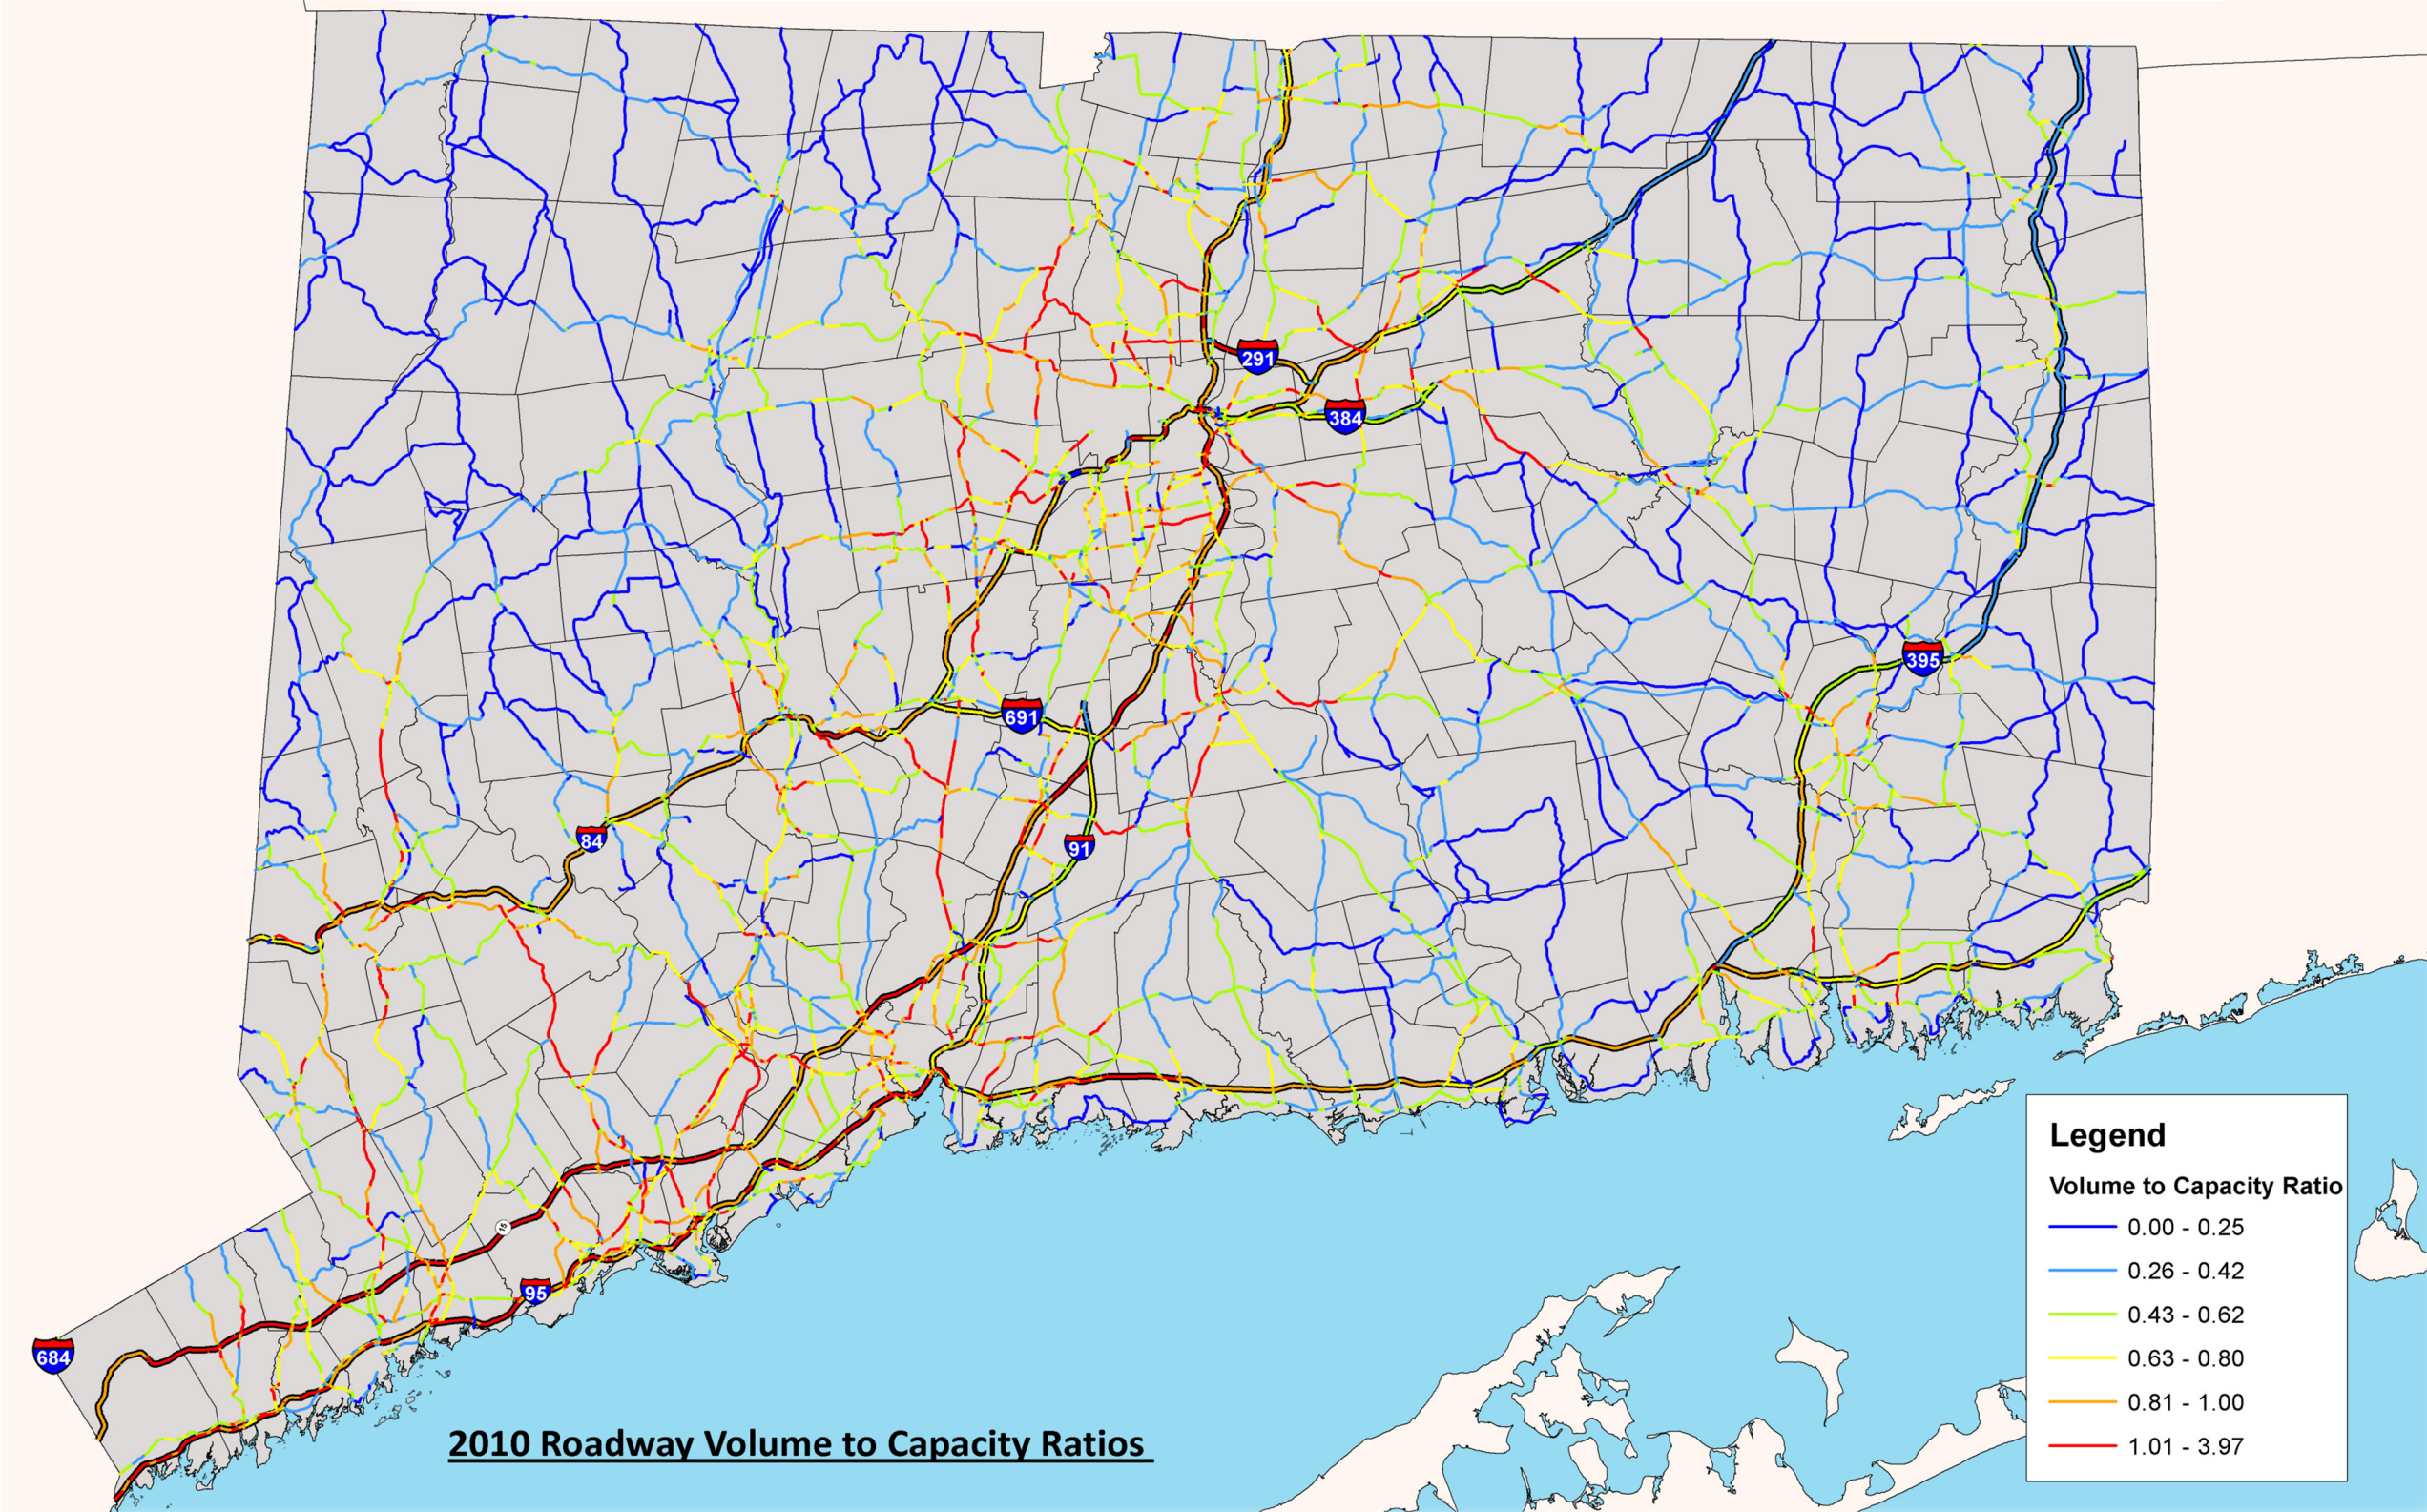 291
384
395
691
84
91
15
95
684
2010 Roadway Volume to Capacity Ratios
Legend
Volume to Capacity Ratio
0.00 - 0.25
0.26 - 0.42
0.43 - 0.62
0.63 - 0.80
0.81 - 1.00
1.01 - 3.97